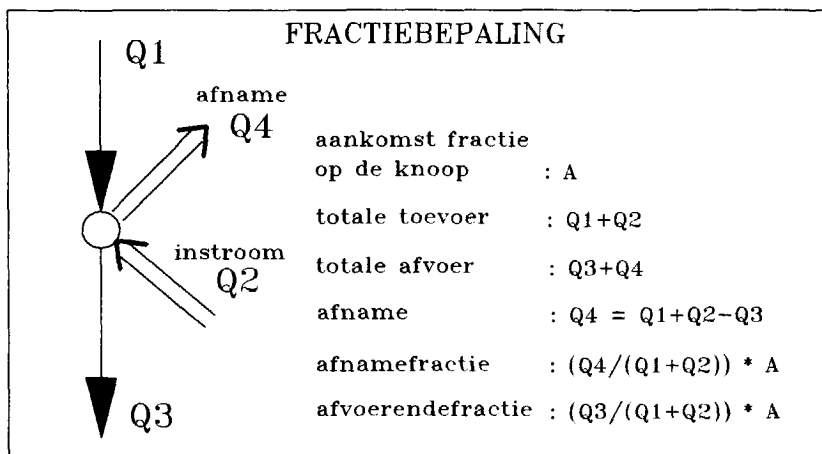 FRACTIEBEPALING
Q1
afname
Q4
instroom
Q2
Q3
aankomst fractie
op de knoop : A
totale toevoer : Q1+Q2
totale afvoer : Q3+Q4
afname : Q4 = Q1+Q2-Q3
afnamefractie : (Q4/(Q1+Q2)) * A
afvoerendefractie : (Q3/(Q1+Q2)) * A